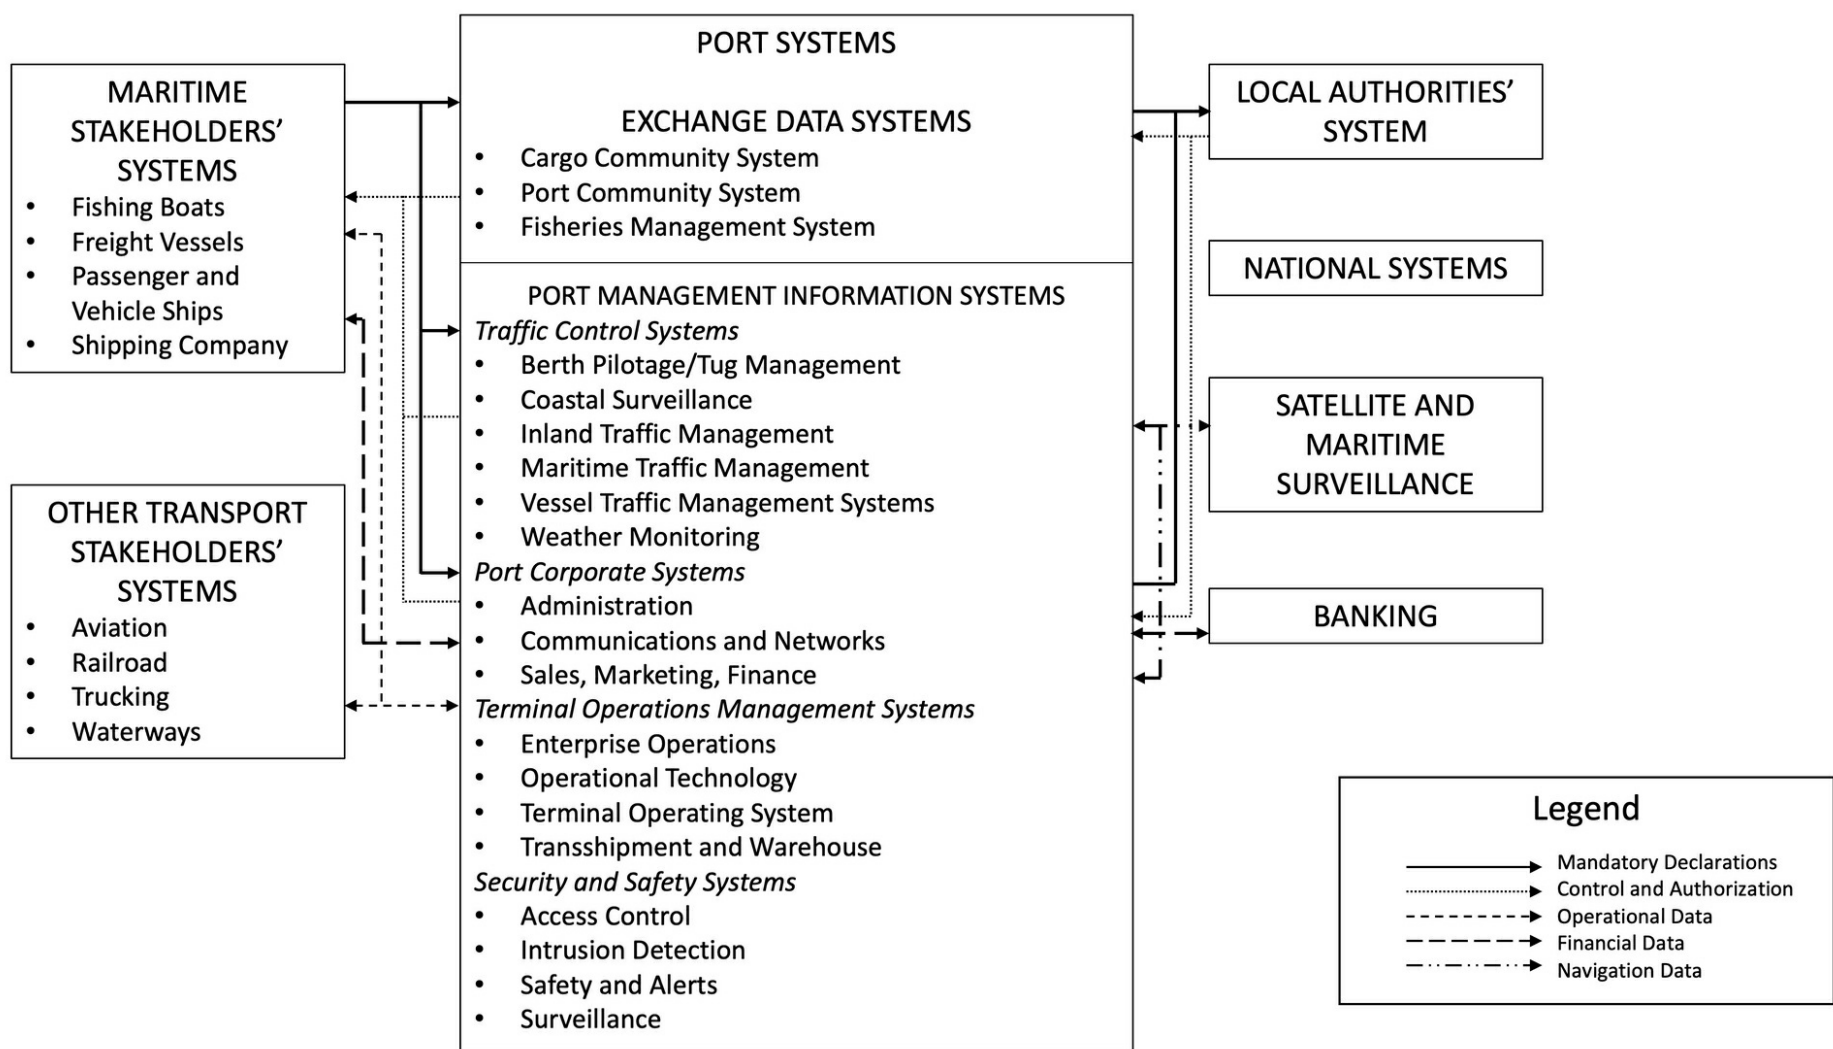 PORT SYSTEMS
EXCHANGE DATA SYSTEMS
• Cargo Community System
• Port Community System
• Fisheries Management System
PORT MANAGEMENT INFORMATION SYSTEMS
Traffic Control Systems
• Berth Pilotage/Tug Management
• Coastal Surveillance
• Inland Traffic Management
• Maritime Traffic Management
• Vessel Traffic Management Systems
• Weather Monitoring
Port Corporate Systems
• Administration
• Communications and Networks
• Sales, Marketing, Finance
Terminal Operations Management Systems
• Enterprise Operations
• Operational Technology
• Terminal Operating System
• Transshipment and Warehouse
Security and Safety Systems
• Access Control
• Intrusion Detection
• Safety and Alerts
• Surveillance
MARITIME
STAKEHOLDERS’
SYSTEMS
• Fishing Boats
• Freight Vessels
• Passenger and
Vehicle Ships
• Shipping Company
OTHER TRANSPORT
STAKEHOLDERS’
SYSTEMS
• Aviation
• Railroad
• Trucking
• Waterways
LOCAL AUTHORITIES’
SYSTEM
NATIONAL SYSTEMS
SATELLITE AND
MARITIME
SURVEILLANCE
BANKING
Legend
Mandatory Declarations
Control and Authorization
Operational Data
Financial Data
Navigation Data